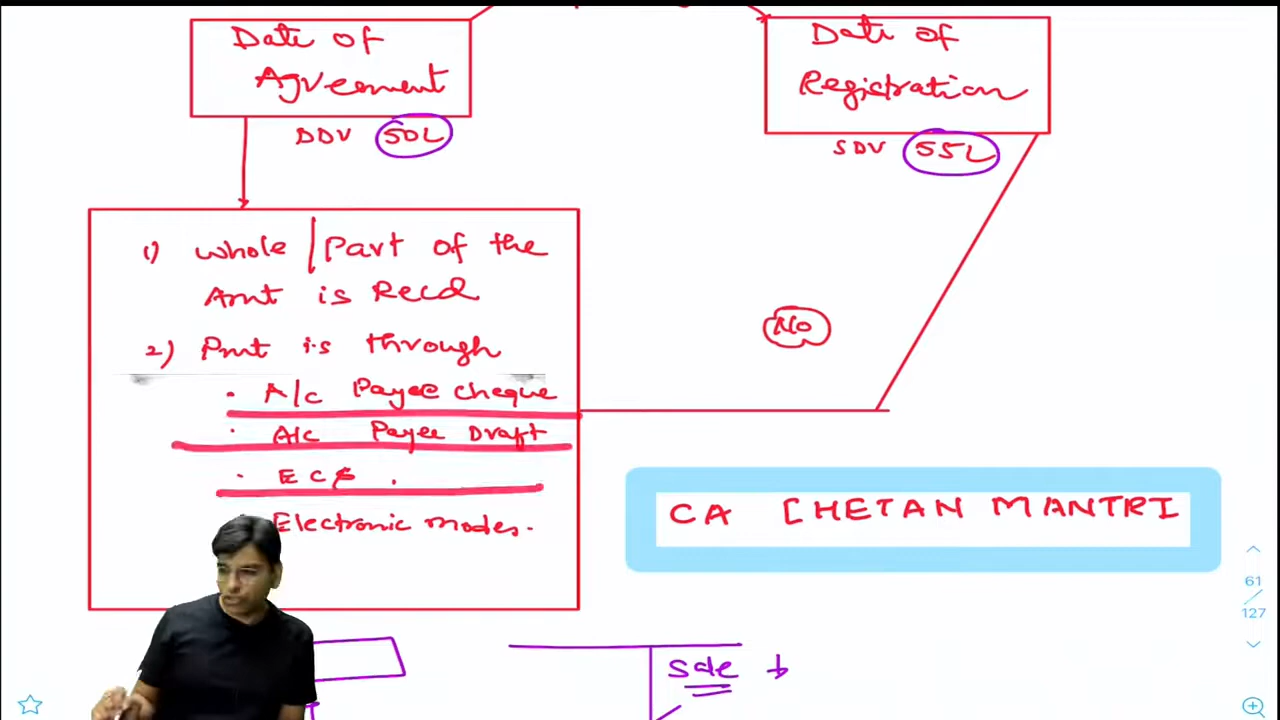 Date of
Agreement
DDV 50L
Date of
Registration
SDV 55L
1) whole / Part of the
Amt is Recd
2) Pmt is through
· A/c Payee Cheque
· A/c Payee Draft
· ECS.
Electronic modes.
No
CA CHETAN MANTRI
61
127
Sale